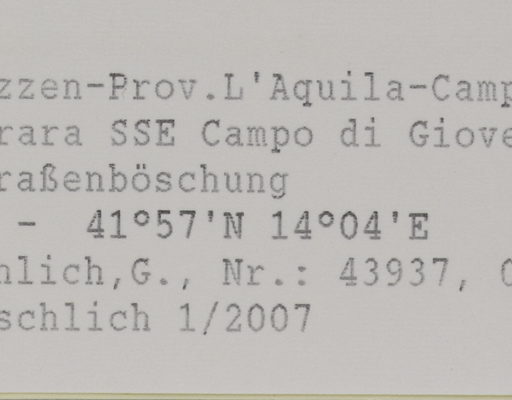 zzen-Prov.L'Aquila-Camp
rara SSE Campo di Giove
raßenböschung
- 41°57'N 14°04'E
hlich,G., Nr.: 43937,
schlich 1/2007